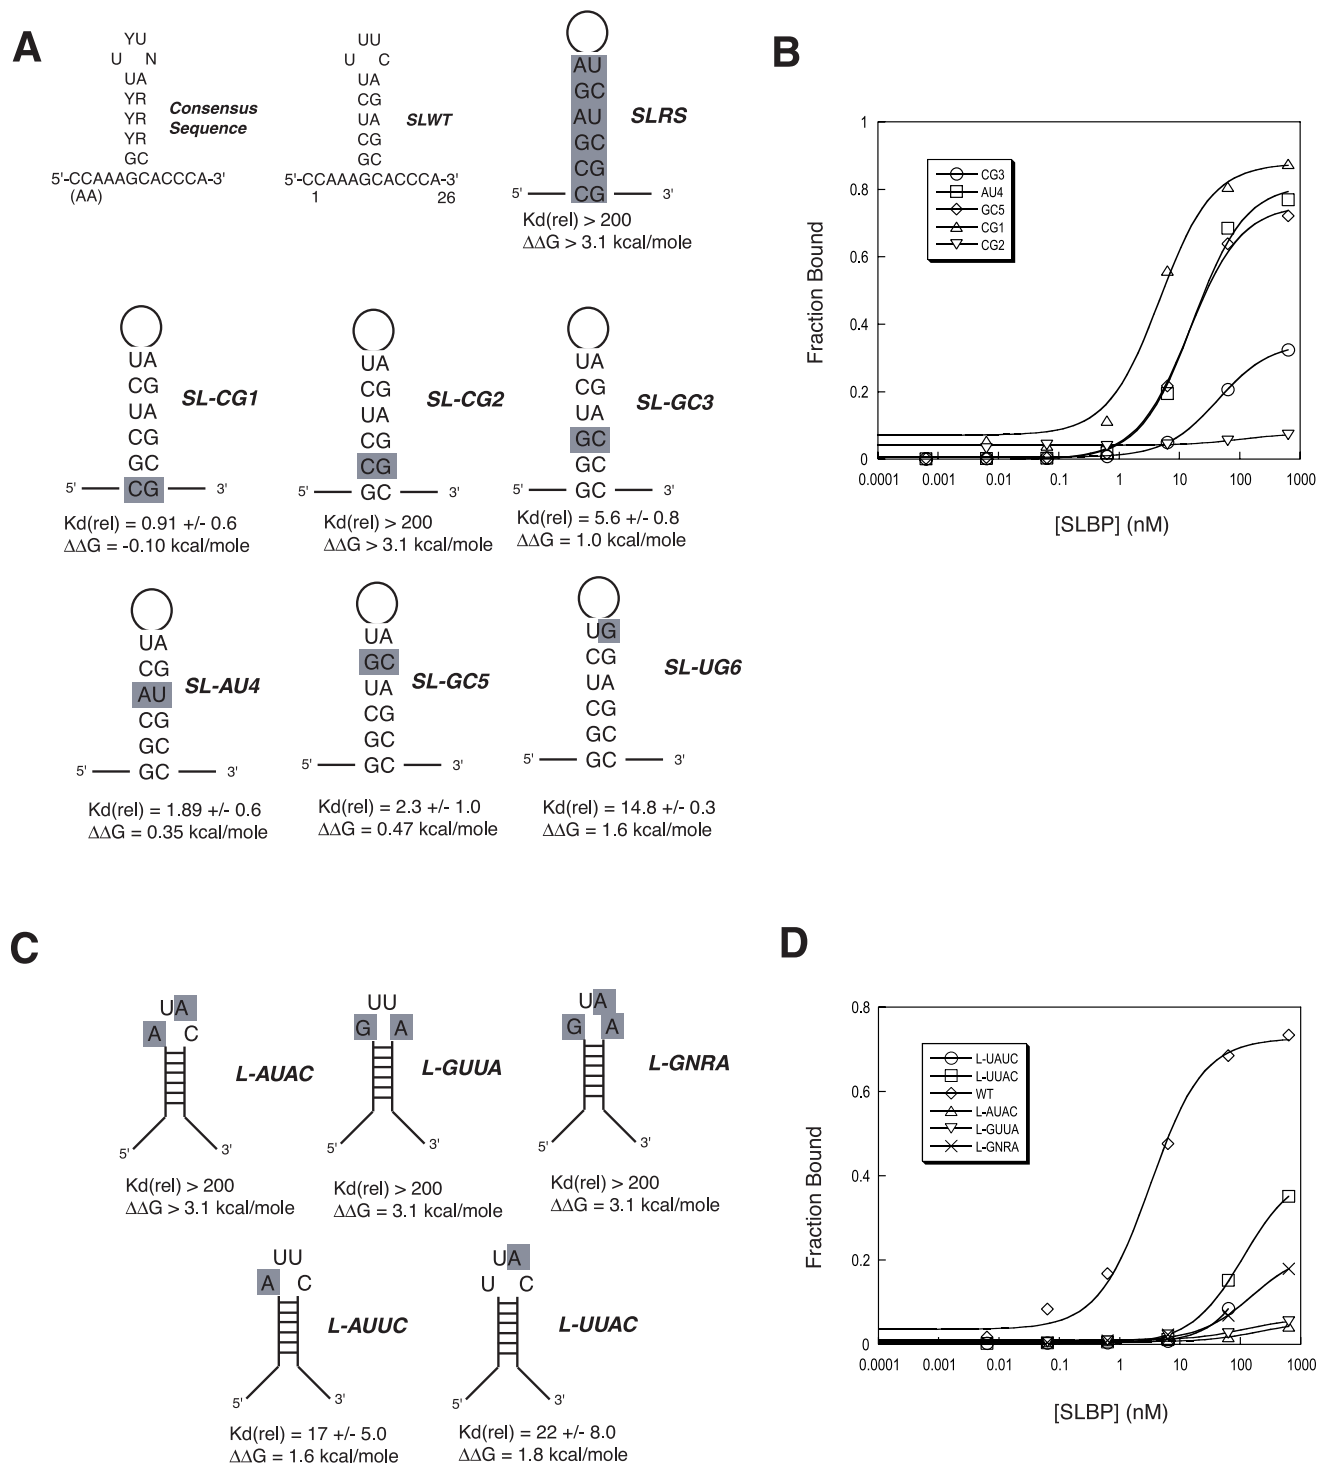 A
YU
U N
UA
YR
YR
YR
GC
5'-CCAAAGCACCCA-3'
(AA)
Consensus
Sequence
UU
U C
UA
CG
UA
CG
GC
5'-CCAAAGCACCCA-3'
1 26
SLWT
AU
GC
AU
GC
CG
CG
5' 3'
SLRS
Kd(rel) > 200
ΔΔG > 3.1 kcal/mole
UA
CG
UA
CG
GC
CG
5' 3'
SL-CG1
Kd(rel) = 0.91 +/- 0.6
ΔΔG = -0.10 kcal/mole
UA
CG
UA
CG
CG
GC
5' 3'
SL-CG2
Kd(rel) > 200
ΔΔG > 3.1 kcal/mole
UA
CG
UA
GC
GC
GC
5' 3'
SL-GC3
Kd(rel) = 5.6 +/- 0.8
ΔΔG = 1.0 kcal/mole
UA
CG
AU
CG
GC
GC
5' 3'
SL-AU4
Kd(rel) = 1.89 +/- 0.6
ΔΔG = 0.35 kcal/mole
UA
GC
UA
CG
GC
GC
5' 3'
SL-GC5
Kd(rel) = 2.3 +/- 1.0
ΔΔG = 0.47 kcal/mole
UG
CG
UA
CG
GC
GC
5' 3'
SL-UG6
Kd(rel) = 14.8 +/- 0.3
ΔΔG = 1.6 kcal/mole
B
1
0.8
0.6
0.4
0.2
0
Fraction Bound
CG3
AU4
GC5
CG1
CG2
0.0001 0.001 0.01 0.1 1 10 100 1000
[SLBP] (nM)
C
UA
A C
L-AUAC
5' 3'
Kd(rel) > 200
ΔΔG > 3.1 kcal/mole
UU
G A
L-GUUA
5' 3'
Kd(rel) > 200
ΔΔG = 3.1 kcal/mole
UA
G A
L-GNRA
5' 3'
Kd(rel) > 200
ΔΔG = 3.1 kcal/mole
UU
A C
L-AUUC
5' 3'
Kd(rel) = 17 +/- 5.0
ΔΔG = 1.6 kcal/mole
UA
U C
L-UUAC
5' 3'
Kd(rel) = 22 +/- 8.0
ΔΔG = 1.8 kcal/mole
D
0.8
0.6
0.4
0.2
0
Fraction Bound
L-UAUC
L-UUAC
WT
L-AUAC
L-GUUA
L-GNRA
0.0001 0.001 0.01 0.1 1 10 100 1000
[SLBP] (nM)